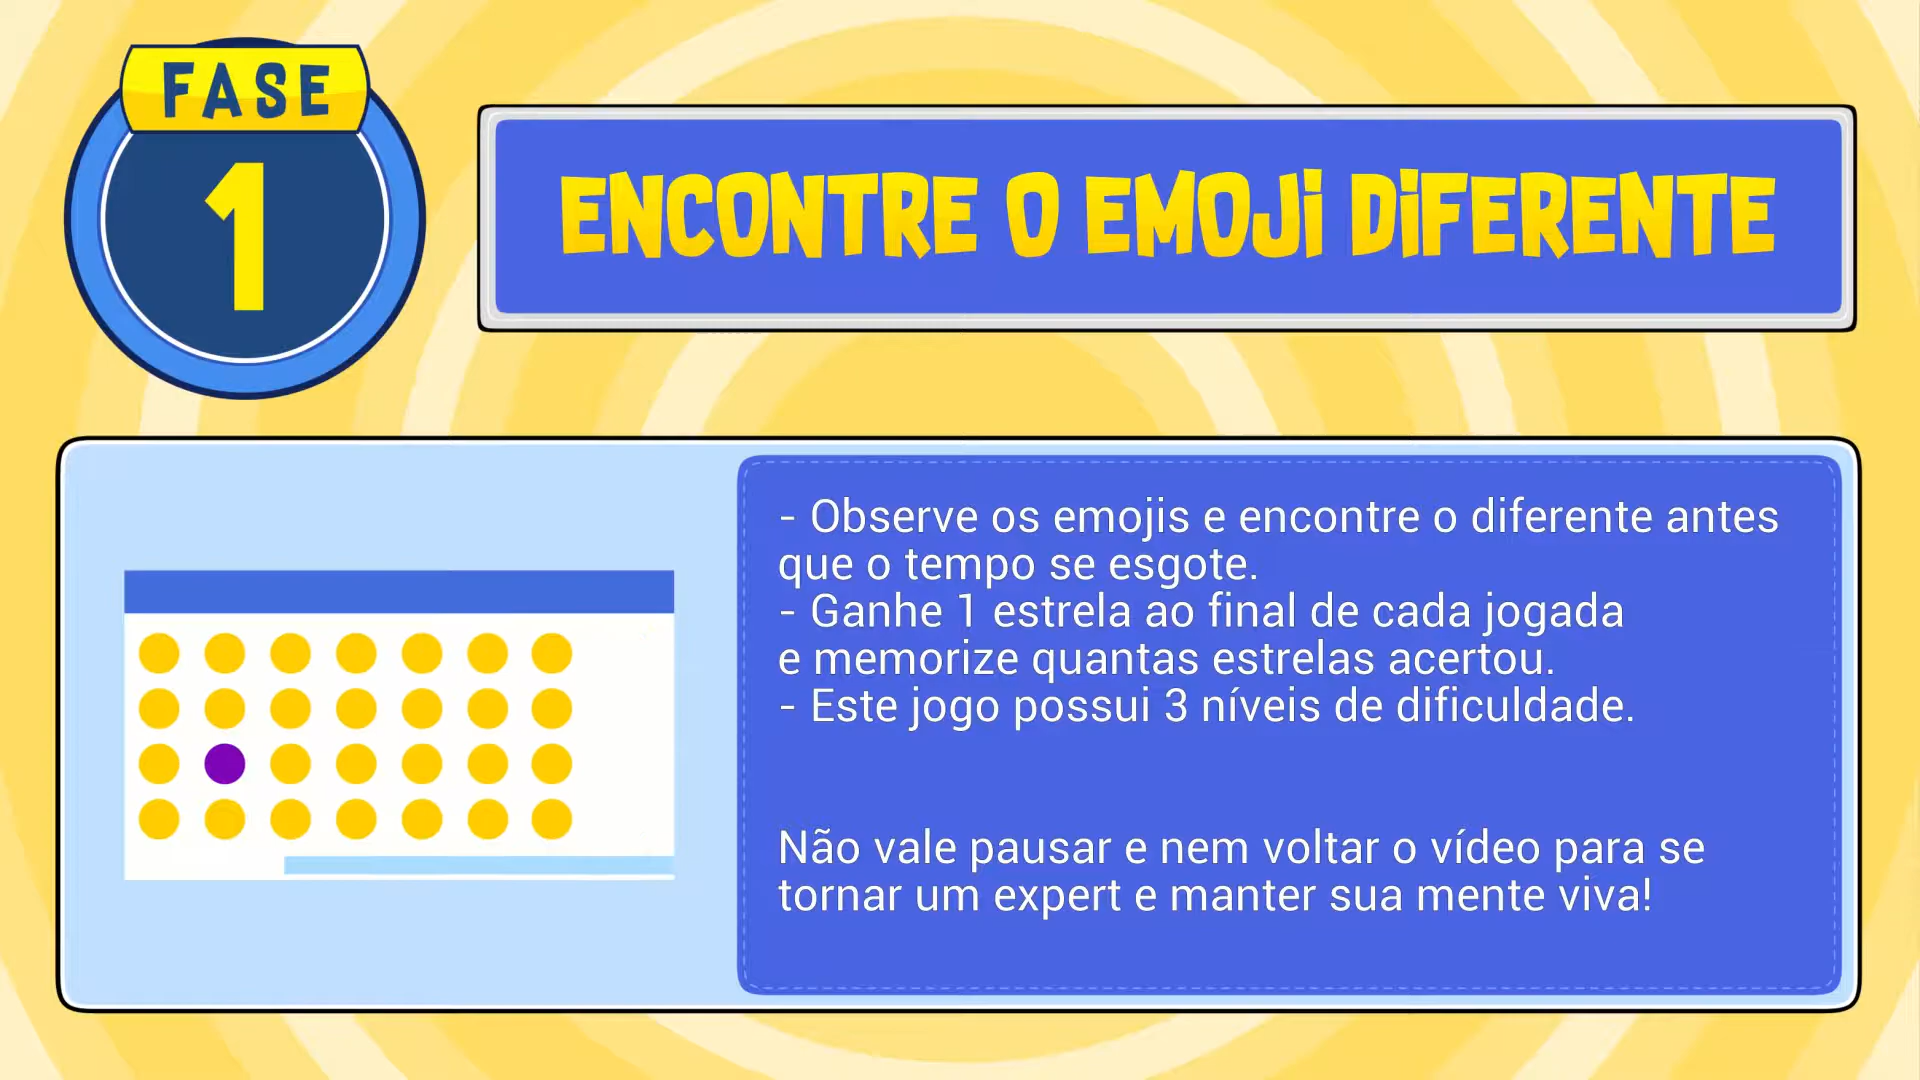 FASE
1
ENCONTRE O EMOJI DIFERENTE
- Observe os emojis e encontre o diferente antes
que o tempo se esgote.
- Ganhe 1 estrela ao final de cada jogada
e memorize quantas estrelas acertou.
- Este jogo possui 3 níveis de dificuldade.
Não vale pausar e nem voltar o vídeo para se
tornar um expert e manter sua mente viva!